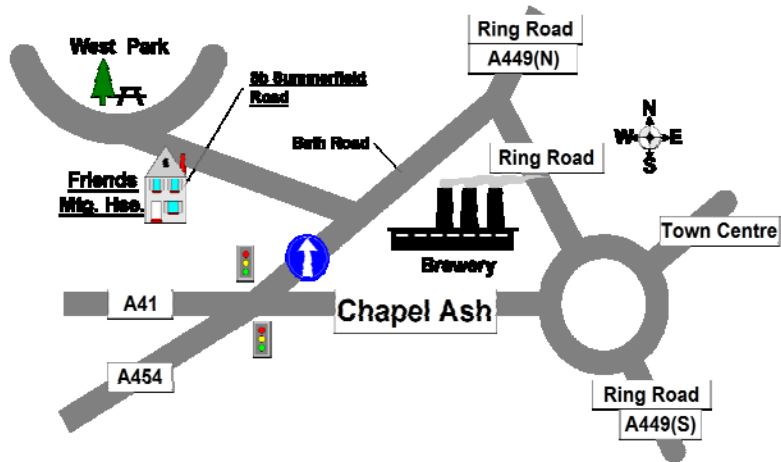 Ring Road
A449(N)
West Park
5b Summerfield
Road
Bath Road
N
W E
S
Ring Road
Friends
Mtg. Hse.
Town Centre
Brewery
A41
Chapel Ash
A454
Ring Road
A449(S)